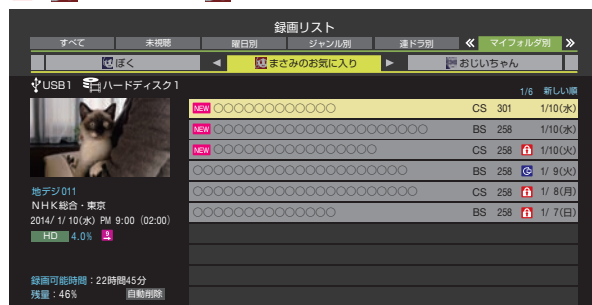 録画リスト
すべて 未視聴 曜日別 ジャンル別 連ドラ別 マイフォルダ別
ぼく まさみのお気に入り おじいちゃん
USB1 ハードディスク1
1/6 新しい順
NEW ○○○○○○○○○○○○ CS 301 1/10(水)
NEW ○○○○○○○○○○○○○○○○○○○○○ BS 258 1/10(火)
NEW ○○○○○○○○○○○○○○○○ CS 258 1/10(火)
○○○○○○○○○○○○○○○○○○○○○ BS 258 1/ 9(火)
○○○○○○○○○○○○○○○○○○○○○○ CS 258 1/ 8(月)
○○○○○○○○○○○○○○ BS 258 1/ 7(日)
地デジ011
NHK総合・東京
2014/ 1/ 10(水) PM 9:00 (02:00)
HD 4.0%
録画可能時間：22時間45分
残量：46% 自動削除